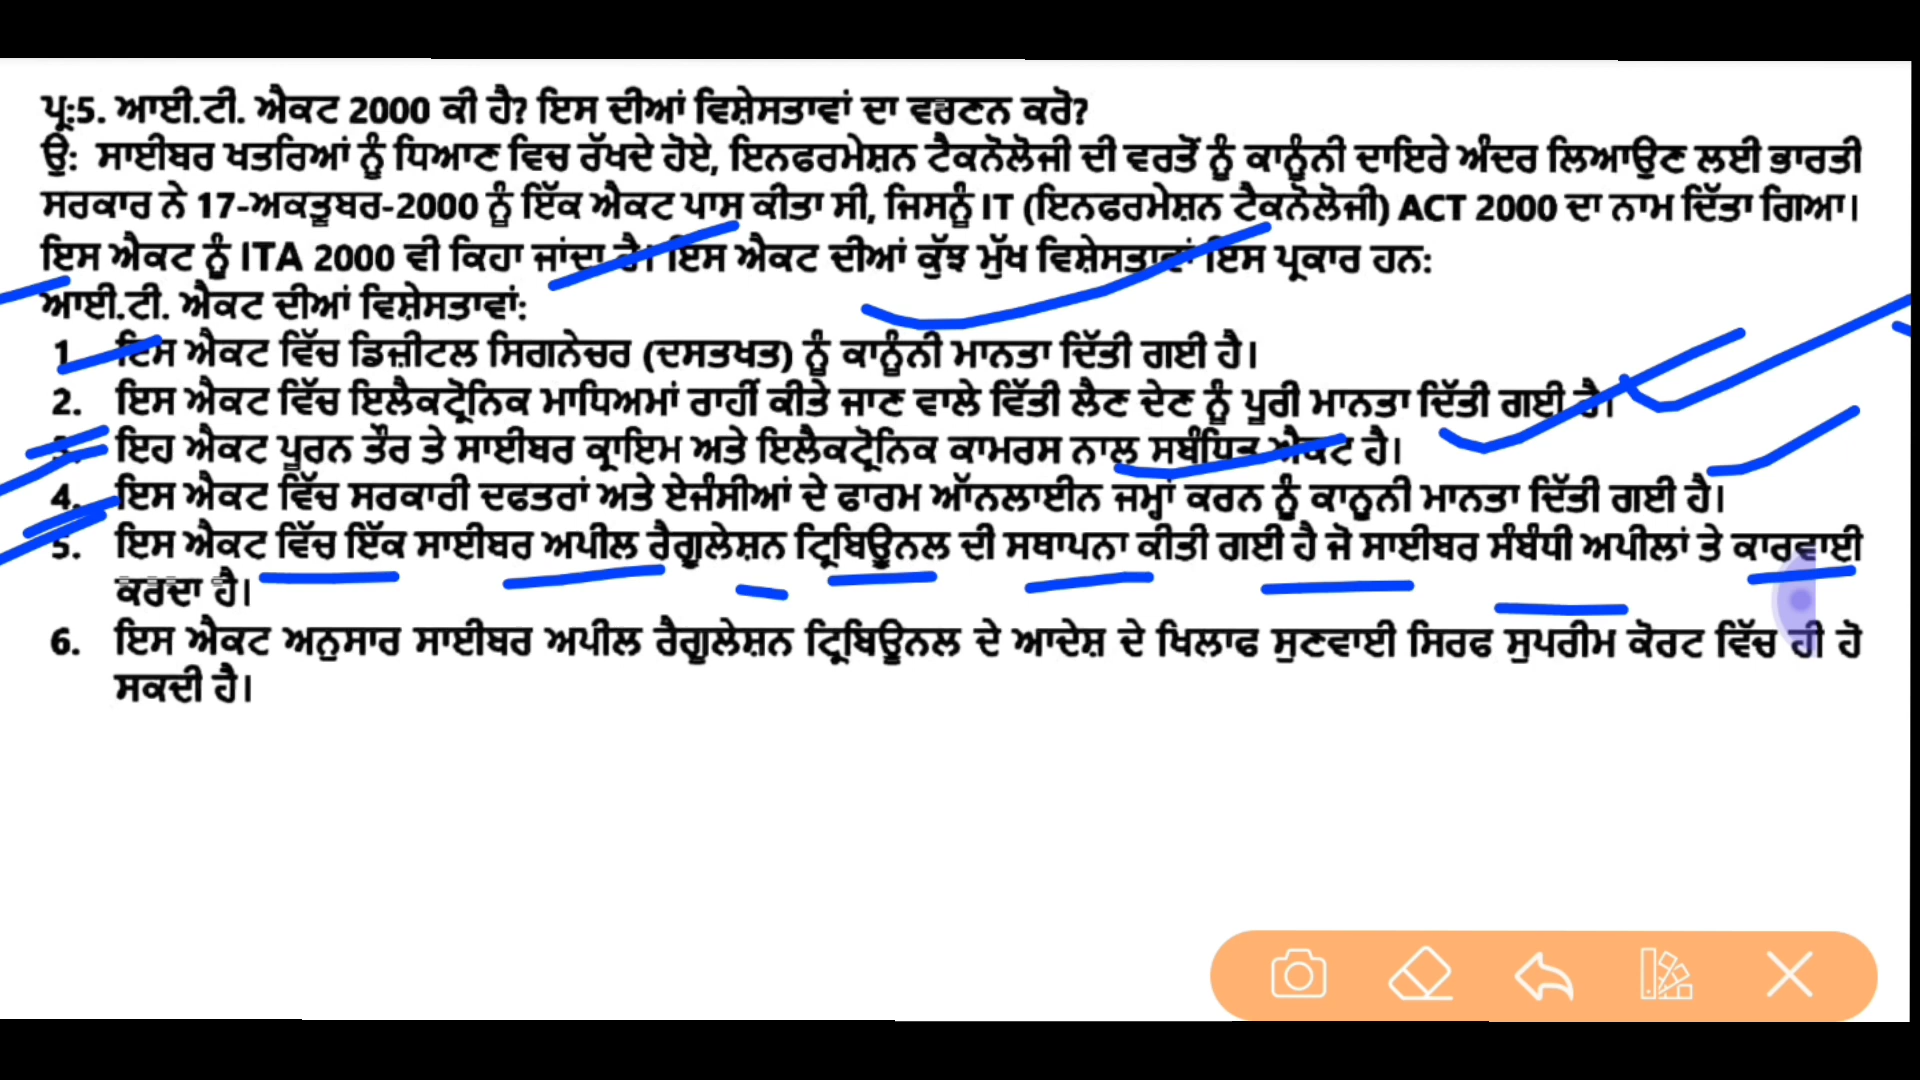 ਪ੍ਰ:5. ਆਈ.ਟੀ. ਐਕਟ 2000 ਕੀ ਹੈ? ਇਸ ਦੀਆਂ ਵਿਸ਼ੇਸਤਾਵਾਂ ਦਾ ਵਰਣਨ ਕਰੋ?
ਉ: ਸਾਈਬਰ ਖਤਰਿਆਂ ਨੂੰ ਧਿਆਣ ਵਿਚ ਰੱਖਦੇ ਹੋਏ, ਇਨਫਰਮੇਸ਼ਨ ਟੈਕਨੋਲੋਜੀ ਦੀ ਵਰਤੋਂ ਨੂੰ ਕਾਨੂੰਨੀ ਦਾਇਰੇ ਅੰਦਰ ਲਿਆਉਣ ਲਈ ਭਾਰਤੀ
ਸਰਕਾਰ ਨੇ 17-ਅਕਤੂਬਰ-2000 ਨੂੰ ਇੱਕ ਐਕਟ ਪਾਸ ਕੀਤਾ ਸੀ, ਜਿਸਨੂੰ IT (ਇਨਫਰਮੇਸ਼ਨ ਟੈਕਨੋਲੋਜੀ) ACT 2000 ਦਾ ਨਾਮ ਦਿੱਤਾ ਗਿਆ।
ਇਸ ਐਕਟ ਨੂੰ ITA 2000 ਵੀ ਕਿਹਾ ਜਾਂਦਾ ਹੈ। ਇਸ ਐਕਟ ਦੀਆਂ ਕੁੱਝ ਮੁੱਖ ਵਿਸ਼ੇਸਤਾਵਾਂ ਇਸ ਪ੍ਰਕਾਰ ਹਨ:
ਆਈ.ਟੀ. ਐਕਟ ਦੀਆਂ ਵਿਸ਼ੇਸਤਾਵਾਂ:
1. ਇਸ ਐਕਟ ਵਿੱਚ ਡਿਜ਼ੀਟਲ ਸਿਗਨੇਚਰ (ਦਸਤਖਤ) ਨੂੰ ਕਾਨੂੰਨੀ ਮਾਨਤਾ ਦਿੱਤੀ ਗਈ ਹੈ।
2. ਇਸ ਐਕਟ ਵਿੱਚ ਇਲੈਕਟ੍ਰੋਨਿਕ ਮਾਧਿਅਮਾਂ ਰਾਹੀਂ ਕੀਤੇ ਜਾਣ ਵਾਲੇ ਵਿੱਤੀ ਲੈਣ ਦੇਣ ਨੂੰ ਪੂਰੀ ਮਾਨਤਾ ਦਿੱਤੀ ਗਈ ਹੈ।
3. ਇਹ ਐਕਟ ਪੂਰਨ ਤੌਰ ਤੇ ਸਾਈਬਰ ਕ੍ਰਾਇਮ ਅਤੇ ਇਲੈਕਟ੍ਰੋਨਿਕ ਕਾਮਰਸ ਨਾਲ ਸਬੰਧਿਤ ਐਕਟ ਹੈ।
4. ਇਸ ਐਕਟ ਵਿੱਚ ਸਰਕਾਰੀ ਦਫਤਰਾਂ ਅਤੇ ਏਜੰਸੀਆਂ ਦੇ ਫਾਰਮ ਆੱਨਲਾਈਨ ਜਮ੍ਹਾਂ ਕਰਨ ਨੂੰ ਕਾਨੂਨੀ ਮਾਨਤਾ ਦਿੱਤੀ ਗਈ ਹੈ।
5. ਇਸ ਐਕਟ ਵਿੱਚ ਇੱਕ ਸਾਈਬਰ ਅਪੀਲ ਰੈਗੂਲੇਸ਼ਨ ਟ੍ਰਿਬਿਊਨਲ ਦੀ ਸਥਾਪਨਾ ਕੀਤੀ ਗਈ ਹੈ ਜੋ ਸਾਈਬਰ ਸੰਬੰਧੀ ਅਪੀਲਾਂ ਤੇ ਕਾਰਵਾਈ
ਕਰਦਾ ਹੈ।
6. ਇਸ ਐਕਟ ਅਨੁਸਾਰ ਸਾਈਬਰ ਅਪੀਲ ਰੈਗੂਲੇਸ਼ਨ ਟ੍ਰਿਬਿਊਨਲ ਦੇ ਆਦੇਸ਼ ਦੇ ਖਿਲਾਫ ਸੁਣਵਾਈ ਸਿਰਫ ਸੁਪਰੀਮ ਕੋਰਟ ਵਿੱਚ ਹੀ ਹੋ
ਸਕਦੀ ਹੈ।